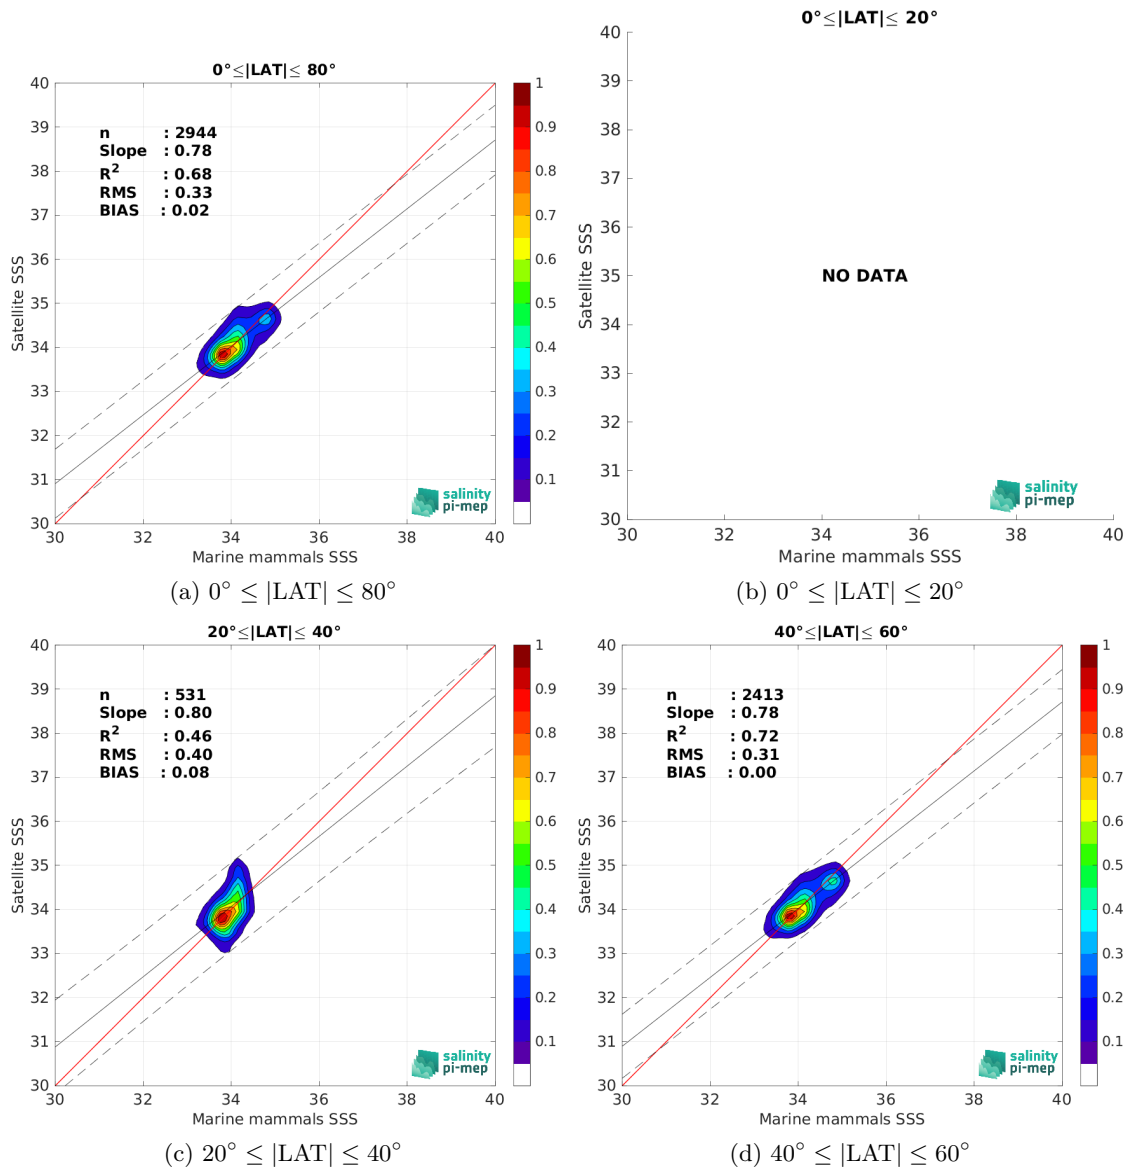 0°≤|LAT|≤ 80°
40
39
38
37
36
35
34
33
32
31
30
Satellite SSS
n : 2944
Slope : 0.78
R² : 0.68
RMS : 0.33
BIAS : 0.02
1
0.9
0.8
0.7
0.6
0.5
0.4
0.3
0.2
0.1
salinity
pi-mep
30 32 34 36 38 40
Marine mammals SSS
(a) 0° ≤ |LAT| ≤ 80°
0°≤|LAT|≤ 20°
40
39
38
37
36
35
34
33
32
31
30
Satellite SSS
NO DATA
salinity
pi-mep
30 32 34 36 38 40
Marine mammals SSS
(b) 0° ≤ |LAT| ≤ 20°
20°≤|LAT|≤ 40°
40
39
38
37
36
35
34
33
32
31
30
Satellite SSS
n : 531
Slope : 0.80
R² : 0.46
RMS : 0.40
BIAS : 0.08
1
0.9
0.8
0.7
0.6
0.5
0.4
0.3
0.2
0.1
salinity
pi-mep
30 32 34 36 38 40
Marine mammals SSS
(c) 20° ≤ |LAT| ≤ 40°
40°≤|LAT|≤ 60°
40
39
38
37
36
35
34
33
32
31
30
Satellite SSS
n : 2413
Slope : 0.78
R² : 0.72
RMS : 0.31
BIAS : 0.00
1
0.9
0.8
0.7
0.6
0.5
0.4
0.3
0.2
0.1
salinity
pi-mep
30 32 34 36 38 40
Marine mammals SSS
(d) 40° ≤ |LAT| ≤ 60°